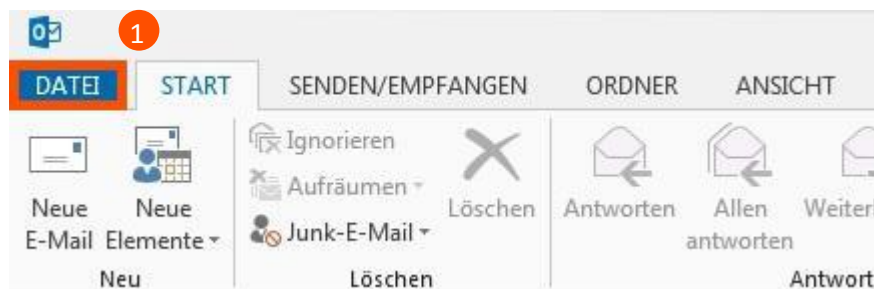 1
DATEI START SENDEN/EMPFANGEN ORDNER ANSICHT
Ignorieren
Aufräumen
Junk-E-Mail
Neue E-Mail
Neue Elemente
Löschen
Antworten
Allen antworten
Neu
Löschen